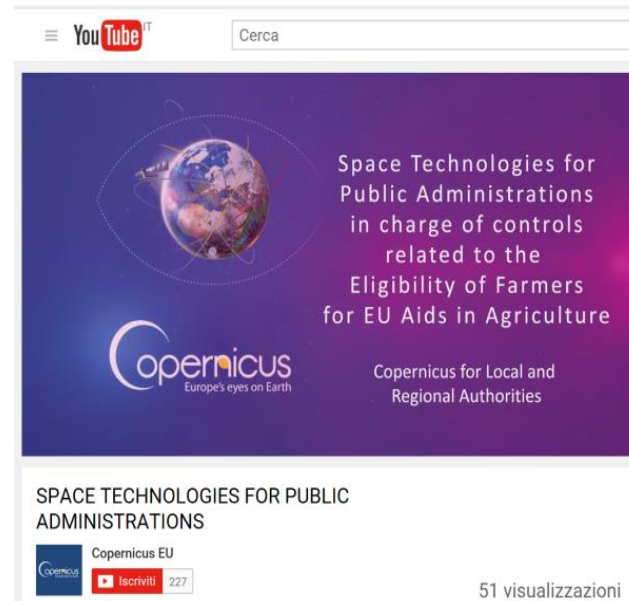 YouTube IT
Cerca
Space Technologies for
Public Administrations
in charge of controls
related to the
Eligibility of Farmers
for EU Aids in Agriculture
Copernicus
Europe's eyes on Earth
Copernicus for Local and
Regional Authorities
SPACE TECHNOLOGIES FOR PUBLIC
ADMINISTRATIONS
Copernicus
Copernicus EU
Iscriviti 227
51 visualizzazioni